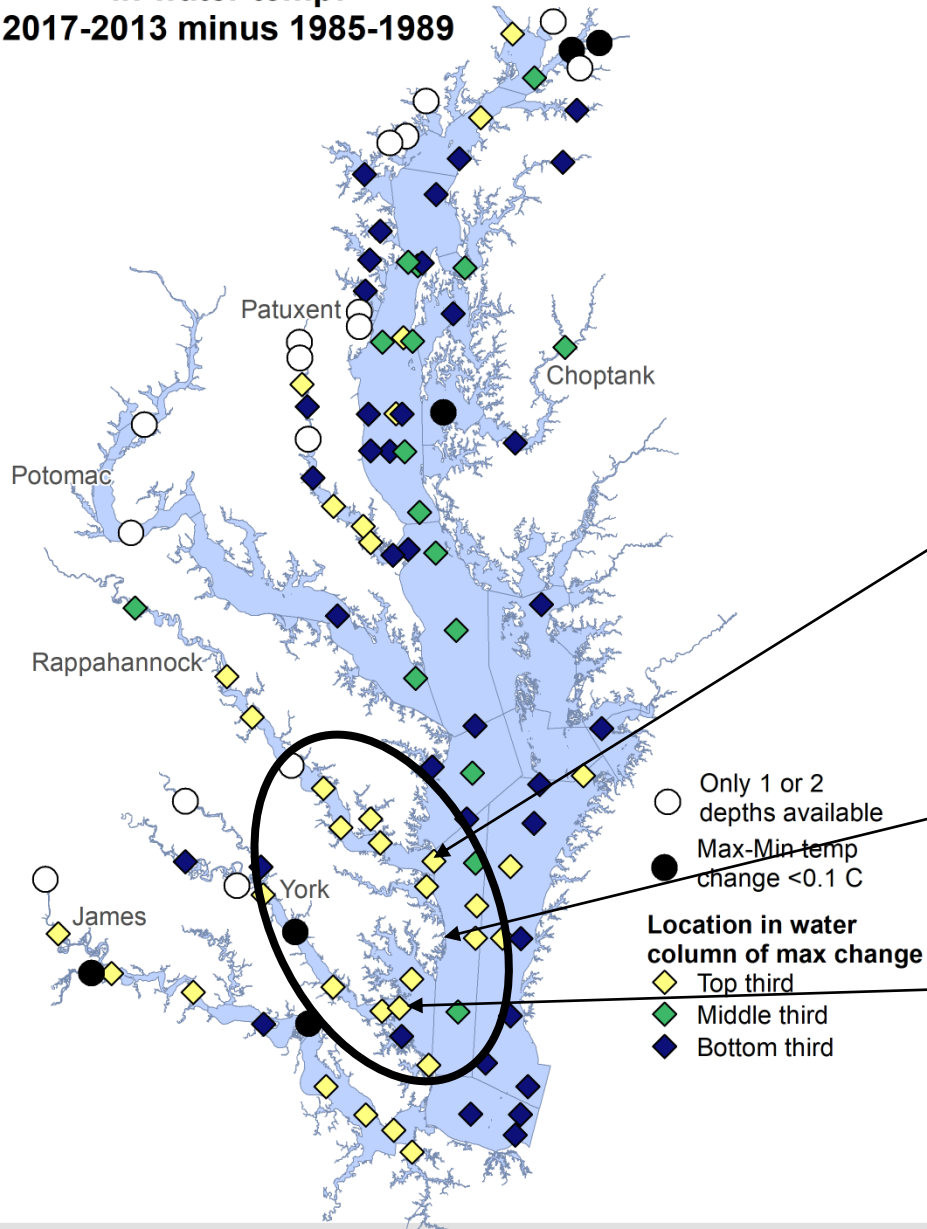 2017-2013 minus 1985-1989
Patuxent
Choptank
Potomac
Rappahannock
York
James
Only 1 or 2
depths available
Max-Min temp
change <0.1 C
Location in water
column of max change
Top third
Middle third
Bottom third